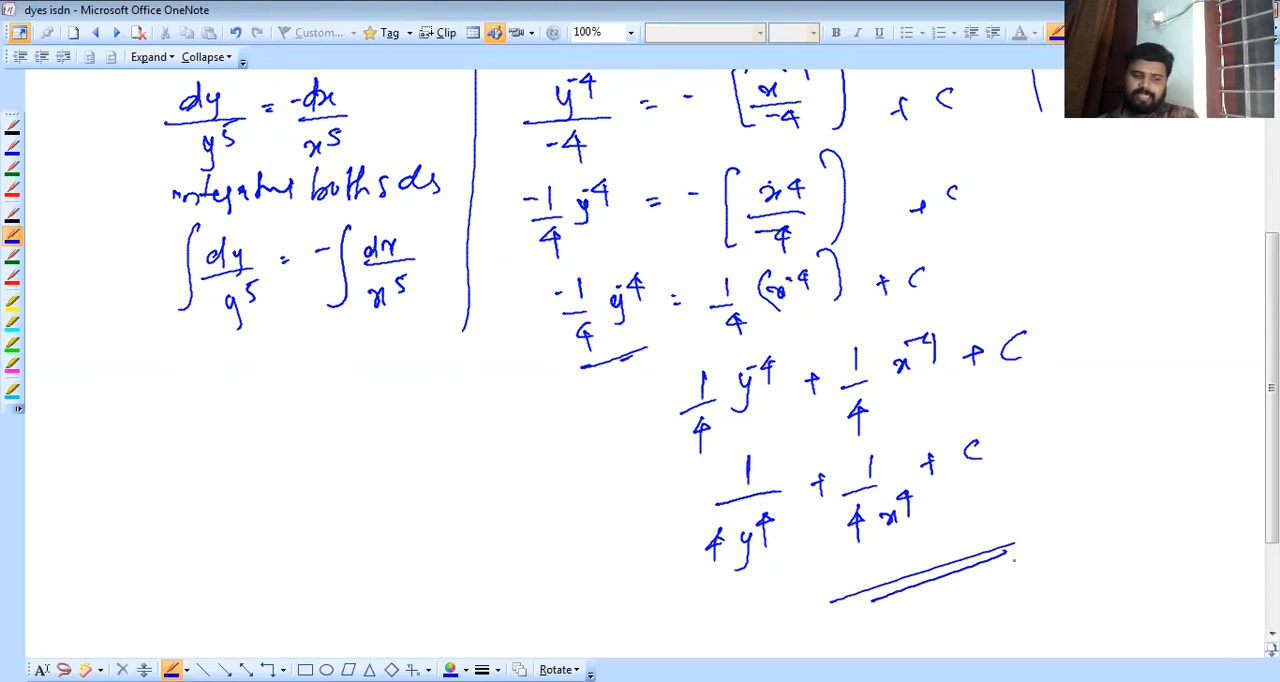 dyes isdn - Microsoft Office OneNote
Custom... Tag Clip 100% B I U A
Expand Collapse
dy/y^5 = -dx/x^5
integrating both sides
∫ dy/y^5 = -∫ dx/x^5
y^-4/-4 = - [x^-4/-4] + C
-1/4 y^-4 = - [x^4/-4] + C
-1/4 y^-4 = 1/4 (x^-4) + C
1/4 y^-4 + 1/4 x^-4 + C
1/4y^4 + 1/4x^4 + C
Rotate